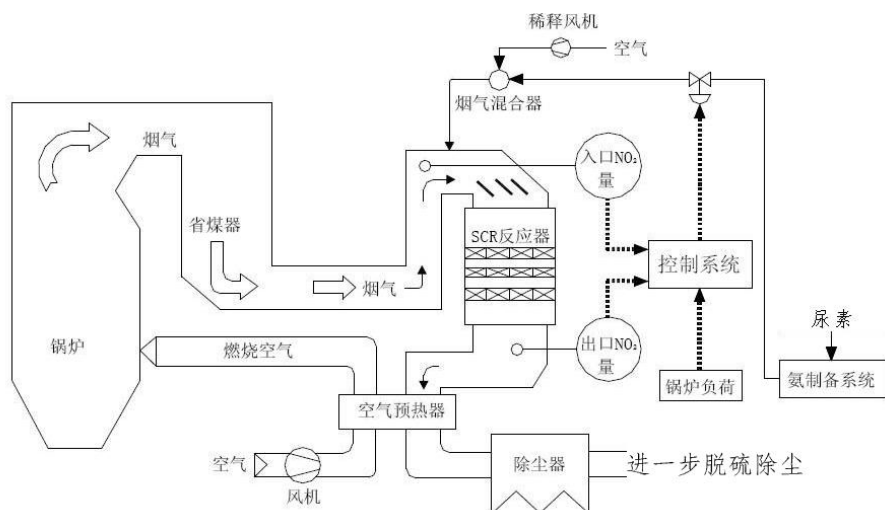 稀释风机
空气
烟气混合器
烟气
入口NO₂
量
省煤器
SCR反应器
控制系统
烟气
尿素
锅炉
燃烧空气
出口NO₂
量
锅炉负荷
氨制备系统
空气预热器
空气
风机
除尘器
进一步脱硫除尘